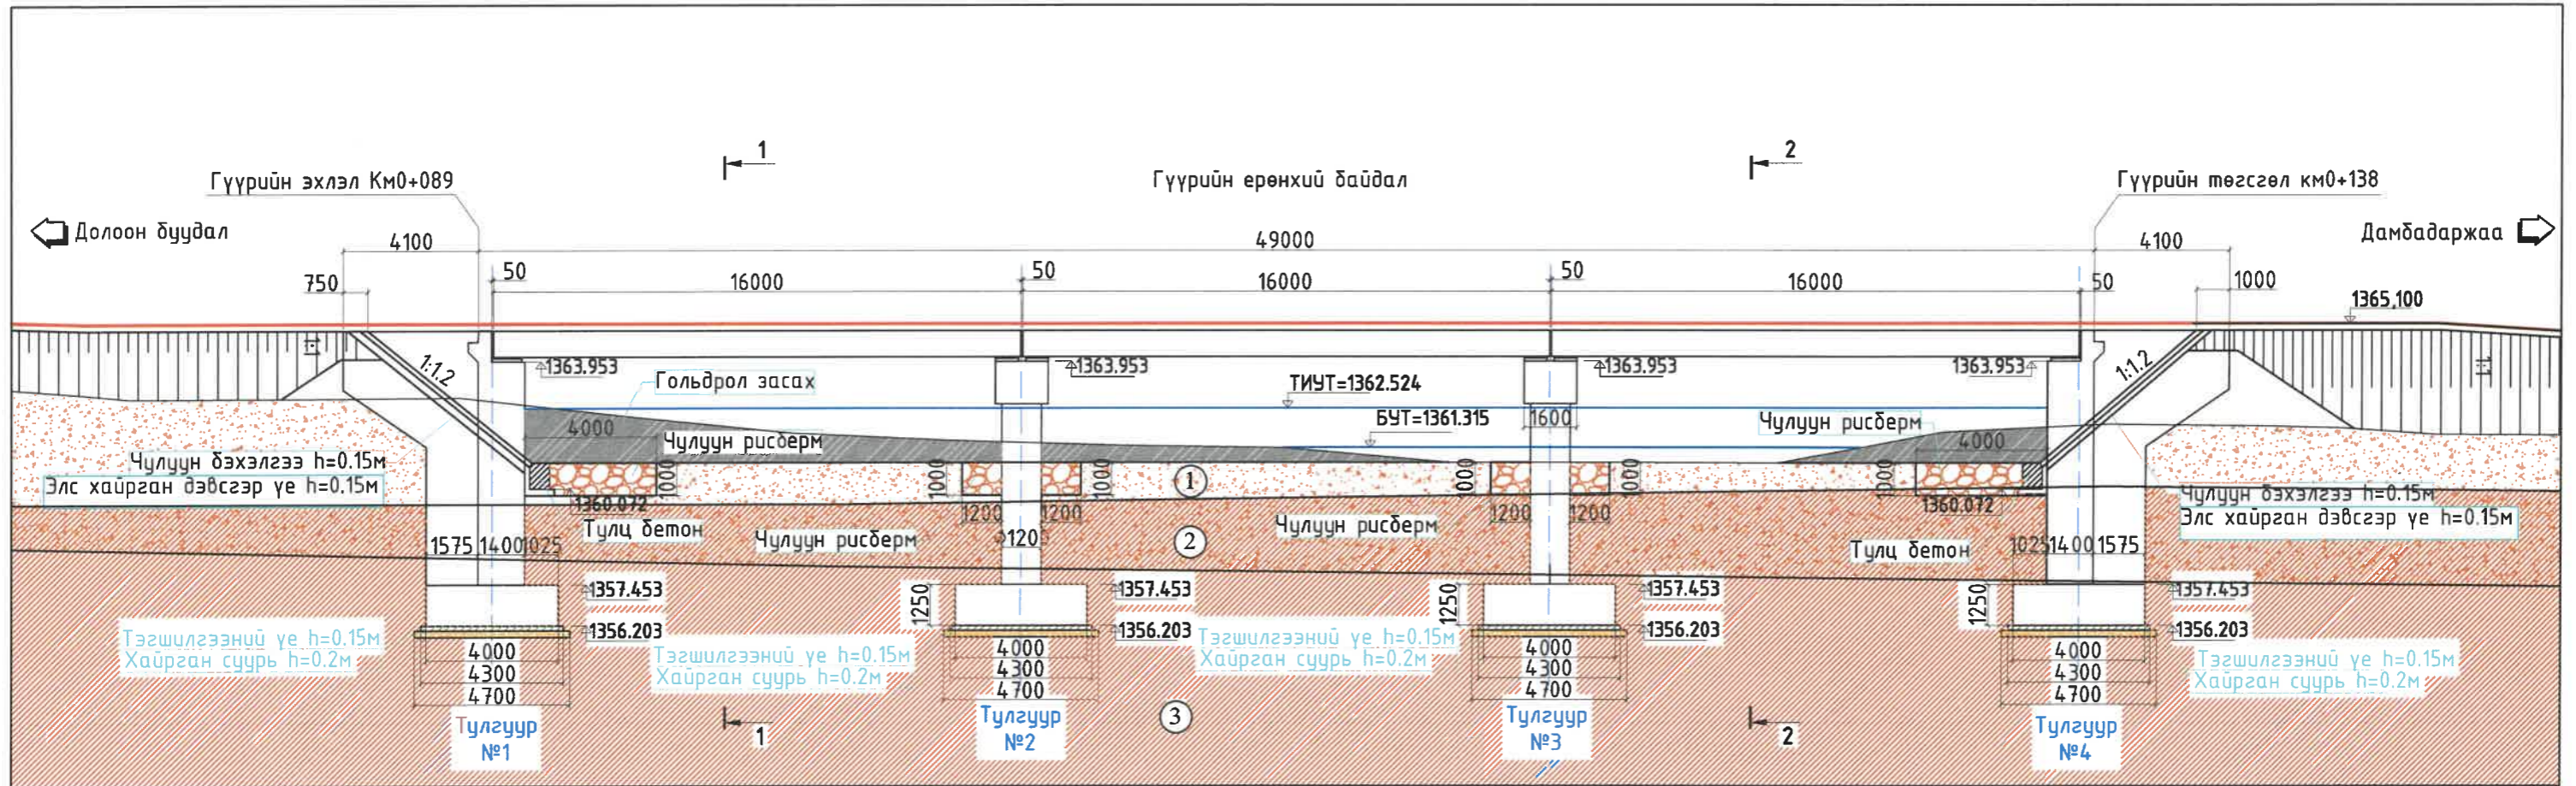 1
2
Гүүрийн эхлэл Км0+089
Гүүрийн ерөнхий байдал
Гүүрийн төгсгөл км0+138
Долоон буудал
Дамбадаржаа
4100
49000
4100
750
50
16000
50
16000
50
16000
50
1000
1365,100
1:1
1:1.2
1363.953
1363.953
1363.953
1363.953
1:1.2
1:1
Гольдрол засах
ТИУТ=1362.524
БУТ=1361.315
1600
4000
Чулуун рисберм
Чулуун рисберм
4000
Чулуун бэхэлгээ h=0.15м
Элс хайрган дэвсгэр үе h=0.15м
1000
1000
1000
1000
1000
1000
1
1360.072
1360.072
Чулуун бэхэлгээ h=0.15м
Элс хайрган дэвсгэр үе h=0.15м
Тулц бетон
Чулуун рисберм
1200
1200
120
Чулуун рисберм
1200
1200
Тулц бетон
2
1575
1400
1025
1025
1400
1575
1357.453
1250
1357.453
1250
1357.453
1250
1357.453
1356.203
1356.203
1356.203
1356.203
Тэгшилгээний үе h=0.15м
Хайрган суурь h=0.2м
4000
4300
4700
Тэгшилгээний үе h=0.15м
Хайрган суурь h=0.2м
4000
4300
4700
Тэгшилгээний үе h=0.15м
Хайрган суурь h=0.2м
4000
4300
4700
4000
4300
4700
Тэгшилгээний үе h=0.15м
Хайрган суурь h=0.2м
Тулгуур
№1
1
Тулгуур
№2
3
Тулгуур
№3
2
Тулгуур
№4